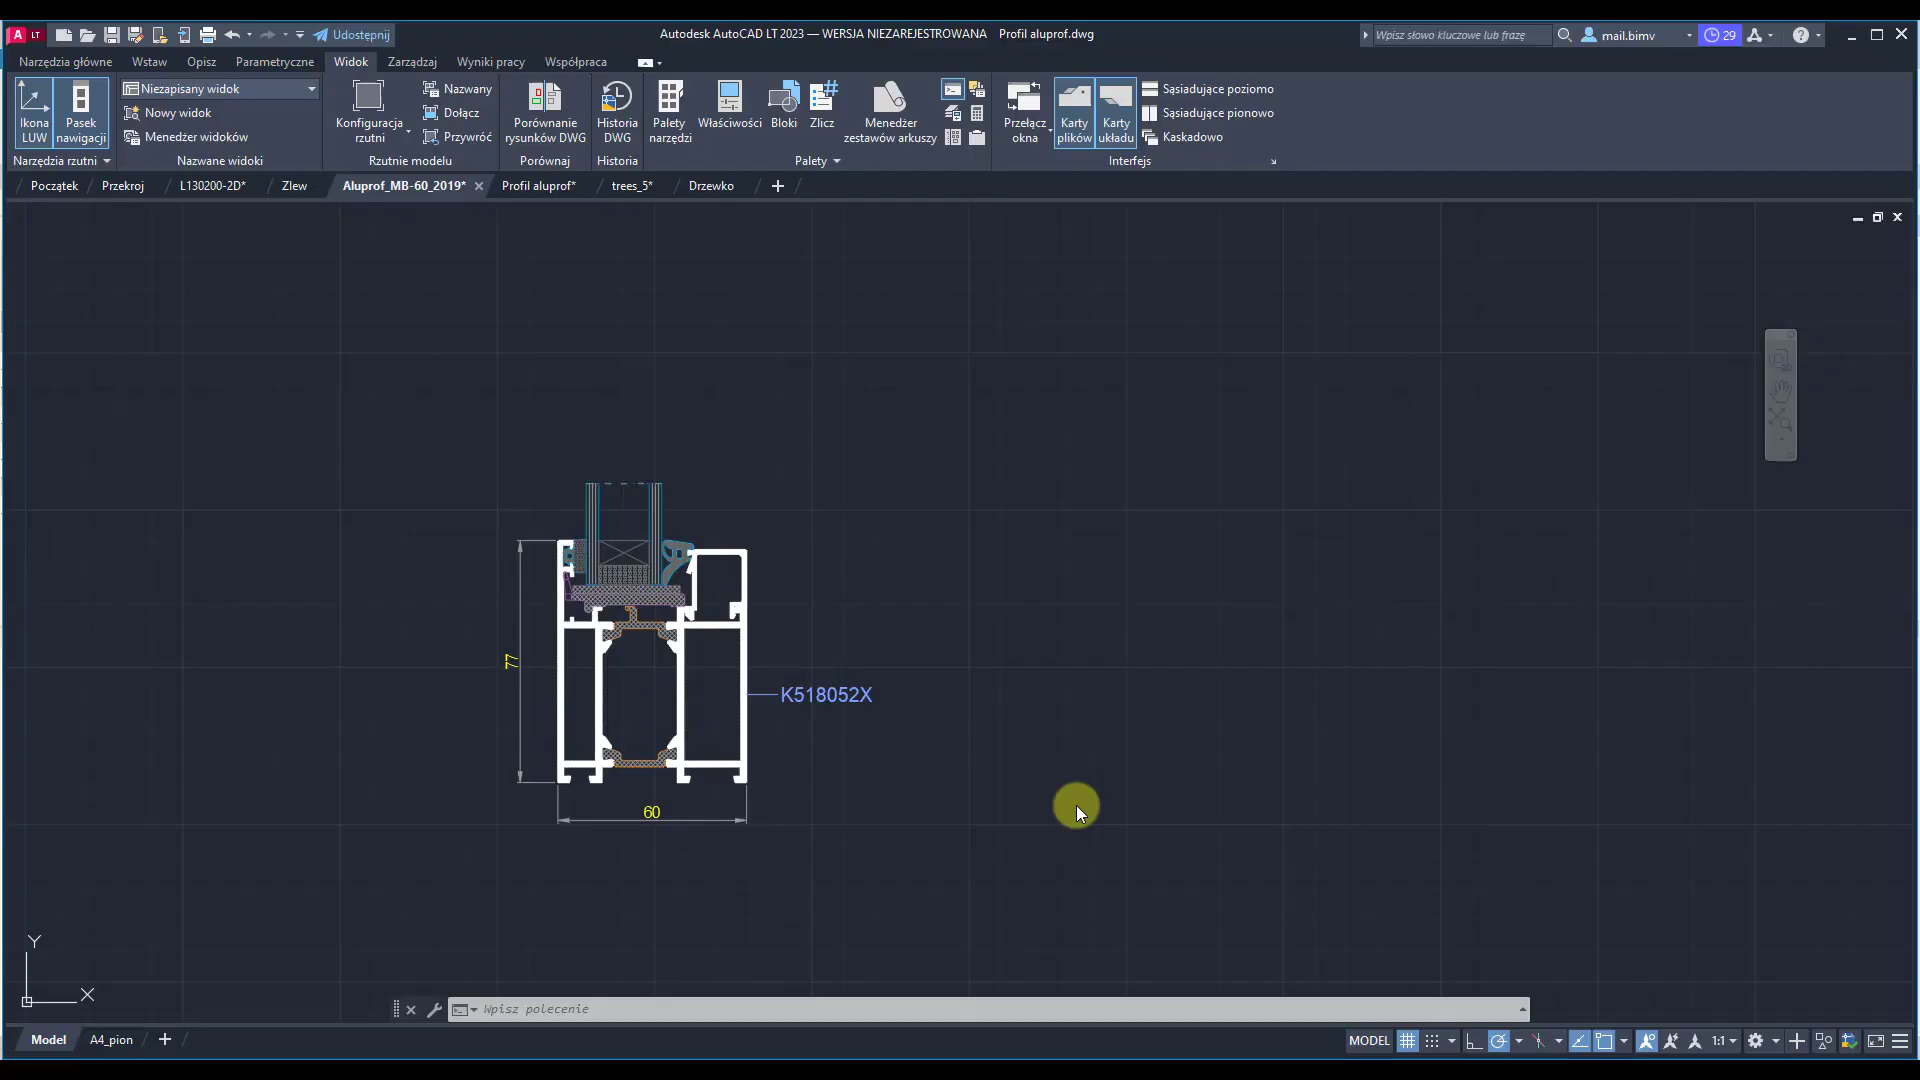 A LT Udostępnij Autodesk AutoCAD LT 2023 — WERSJA NIEZAREJESTROWANA Profil aluprof.dwg Wpisz słowo kluczowe lub frazę mail.bimv 29
Narzędzia główne Wstaw Opisz Parametryczne Widok Zarządzaj Wyniki pracy Współpraca
Ikona LUW
Pasek nawigacji
Narzędzia rzutni
Niezapisany widok
Nowy widok
Menedżer widoków
Nazwane widoki
Konfiguracja rzutni
Nazwany
Dołącz
Przywróć
Rzutnie modelu
Porównanie rysunków DWG
Porównaj
Historia DWG
Historia
Palety narzędzi
Właściwości
Bloki
Zlicz
Menedżer zestawów arkuszy
Palety
Przełącz okna
Karty plików
Karty układu
Sąsiadujące poziomo
Sąsiadujące pionowo
Kaskadowo
Interfejs
Początek Przekroj L130200-2D* Zlew Aluprof_MB-60_2019* Profil aluprof* trees_5* Drzewko
77
K518052X
60
Y
X
Wpisz polecenie
Model A4_pion MODEL 1:1